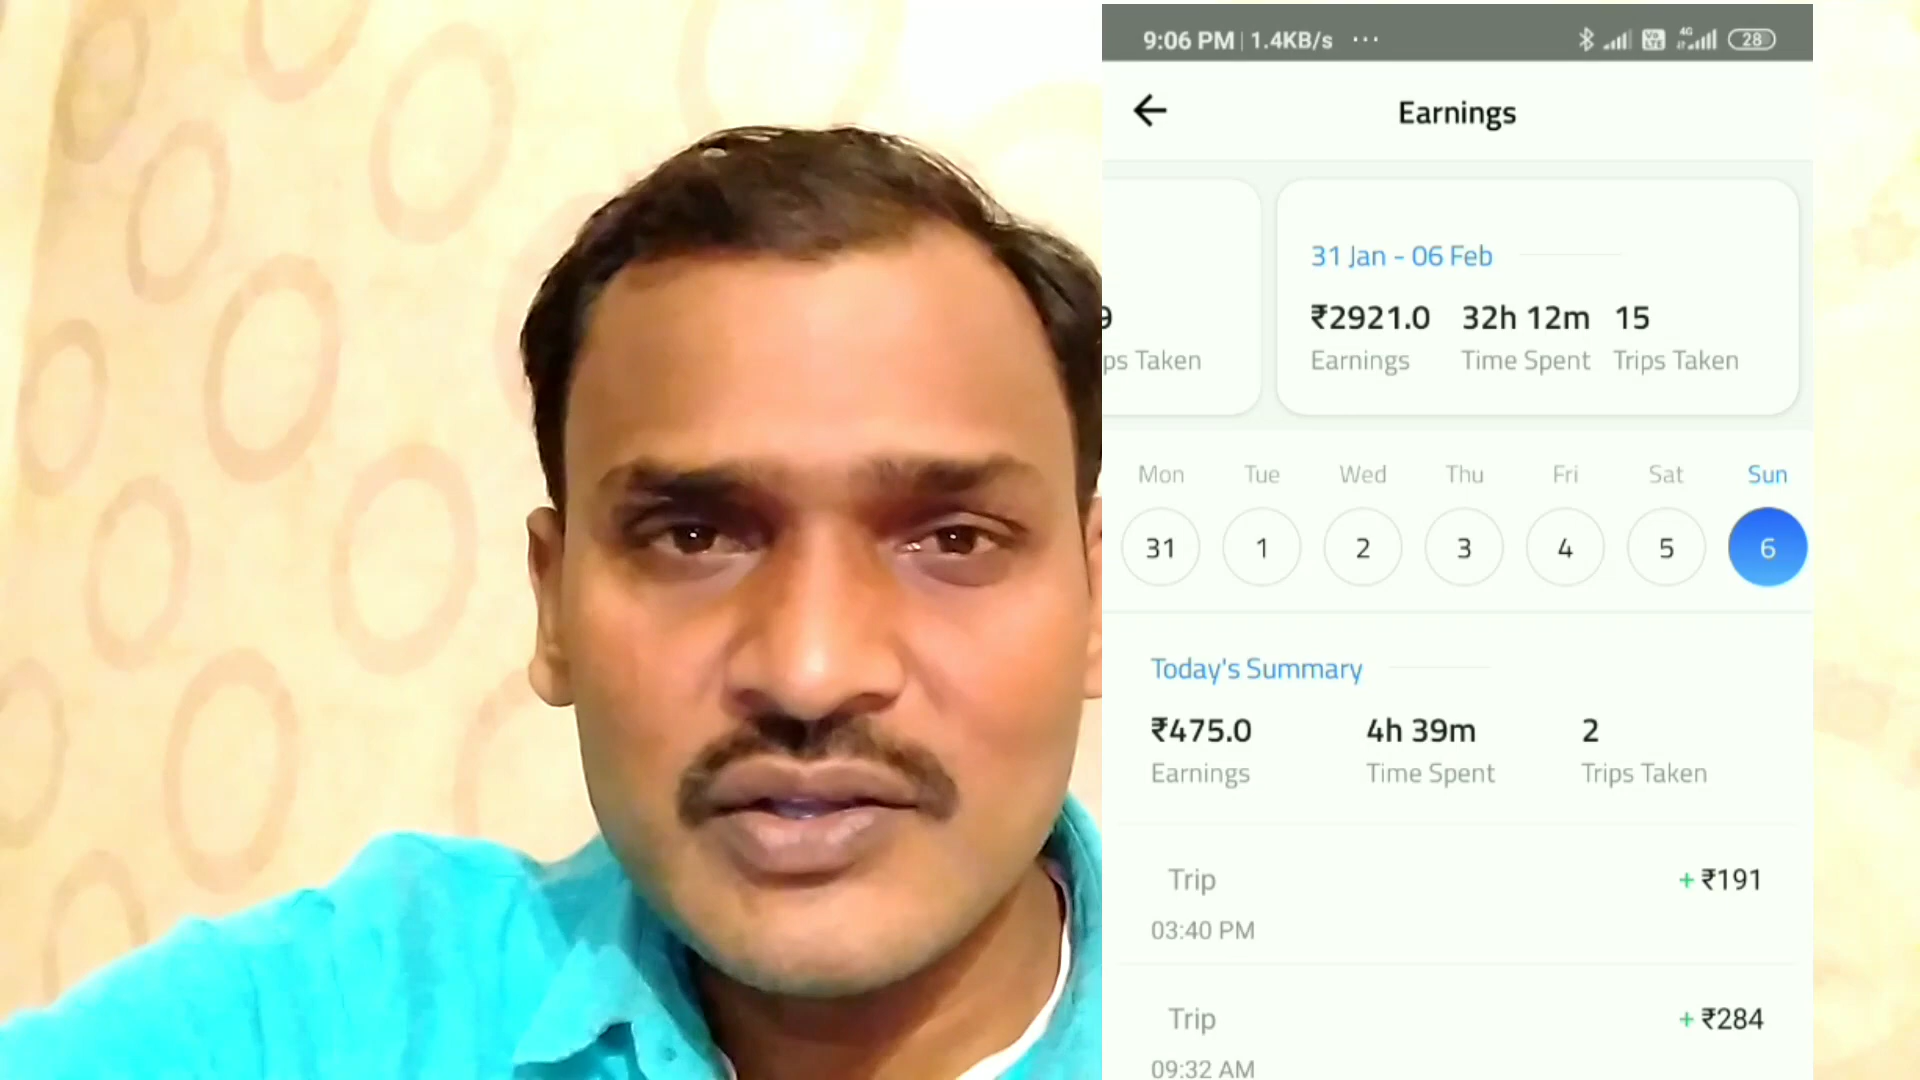 9:06 PM | 1.4KB/s ...
4G
28
Earnings
31 Jan - 06 Feb
9
ps Taken
₹2921.0 32h 12m 15
Earnings Time Spent Trips Taken
Mon Tue Wed Thu Fri Sat Sun
31 1 2 3 4 5 6
Today's Summary
₹475.0 4h 39m 2
Earnings Time Spent Trips Taken
Trip + ₹191
03:40 PM
Trip + ₹284
09:32 AM